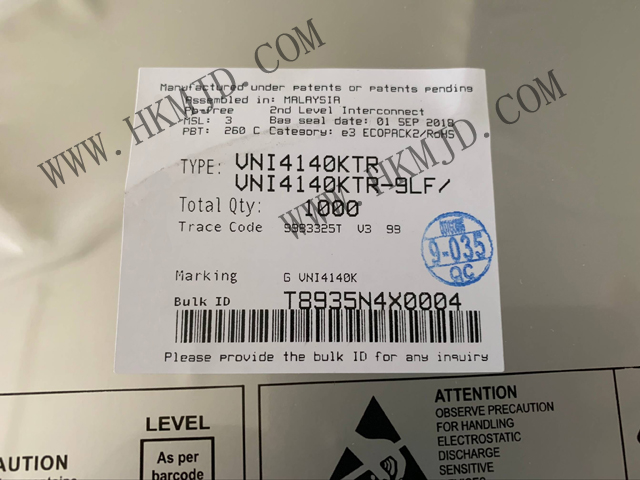 Manufactured under patents or patents pending
Assembled in: MALAYSIA
Pb-free 2nd Level Interconnect
MSL: 3 Bag seal date: 01 SEP 2019
PBT: 260 C Category: e3 ECOPACK2/RoHS
TYPE: VNI4140KTR
VNI4140KTR-9LF/
Total Qty: 1000
Trace Code 9983325T V3 99
9-035
QC
Marking G VNI4140K
Bulk ID T8935N4X0004
Please provide the bulk ID for any inquiry
WWW.HKMJD.COM
WWW.HKMJD.COM
AUTION
LEVEL
As per
barcode
ATTENTION
OBSERVE PRECAUTION
FOR HANDLING
ELECTROSTATIC
DISCHARGE
SENSITIVE